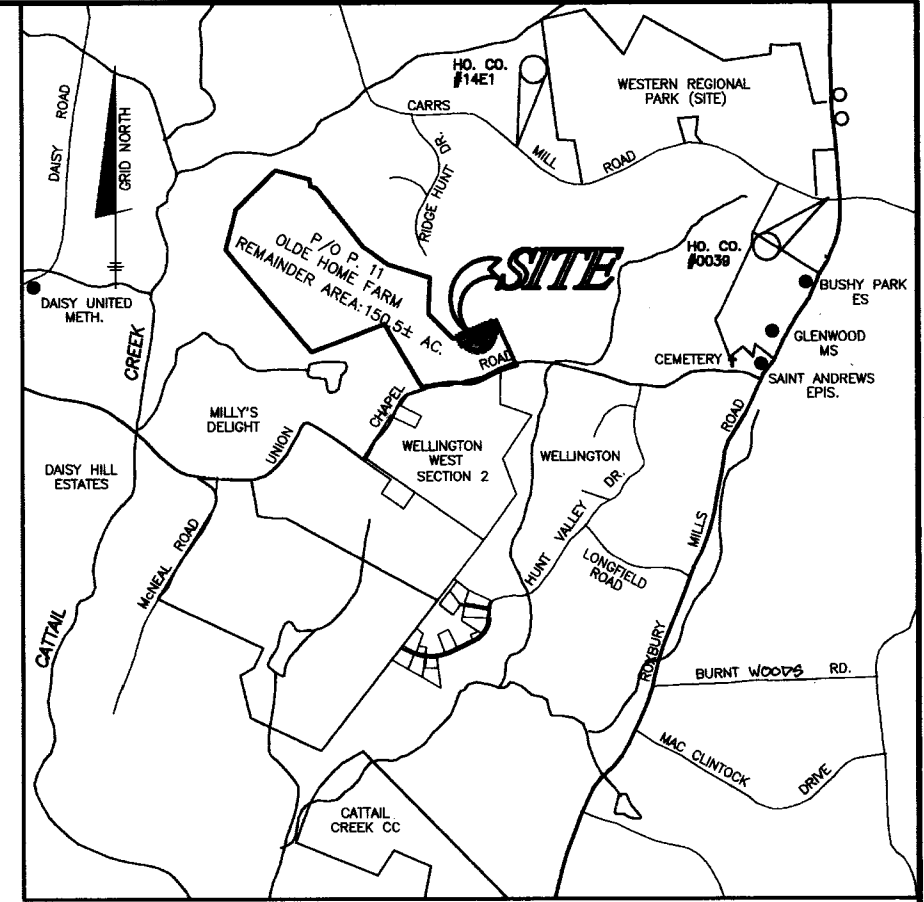 DAISY ROAD
GRID NORTH
HO. CO.
#14E1
CARRS
MILL
ROAD
WESTERN REGIONAL
PARK (SITE)
RIDGE HUNT DR.
P/O P. 11
OLDE HOME FARM
REMAINDER AREA: 150.5± AC.
SITE
HO. CO.
#0039
BUSHY PARK
ES
GLENWOOD
MS
CEMETERY
SAINT ANDREWS
EPIS.
DAISY UNITED
METH.
CREEK
ROAD
CHAPEL
UNION
MILLY'S
DELIGHT
WELLINGTON
WEST
SECTION 2
WELLINGTON
DAISY HILL
ESTATES
McNEAL ROAD
HUNT VALLEY DR.
LONGFIELD
ROAD
ROAD
MILLS
ROXBURY
CATTAIL
BURNT WOODS RD.
MAC CLINTOCK
DRIVE
CATTAIL
CREEK CC